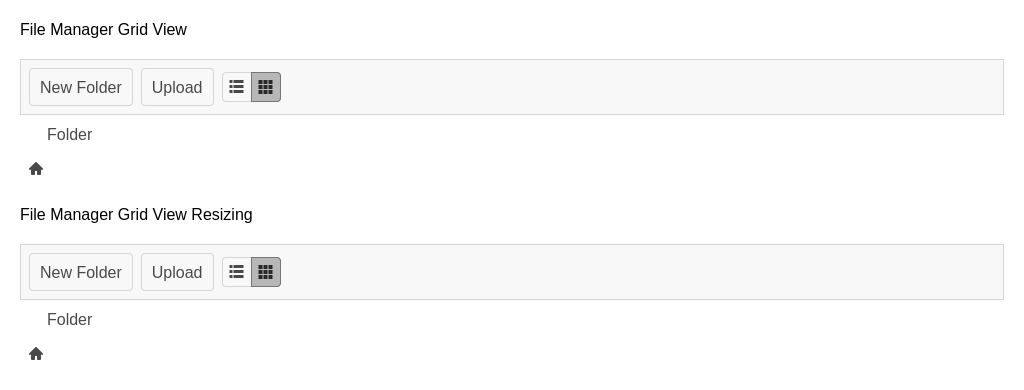 File Manager Grid View
New Folder Upload
Folder
File Manager Grid View Resizing
New Folder Upload
Folder